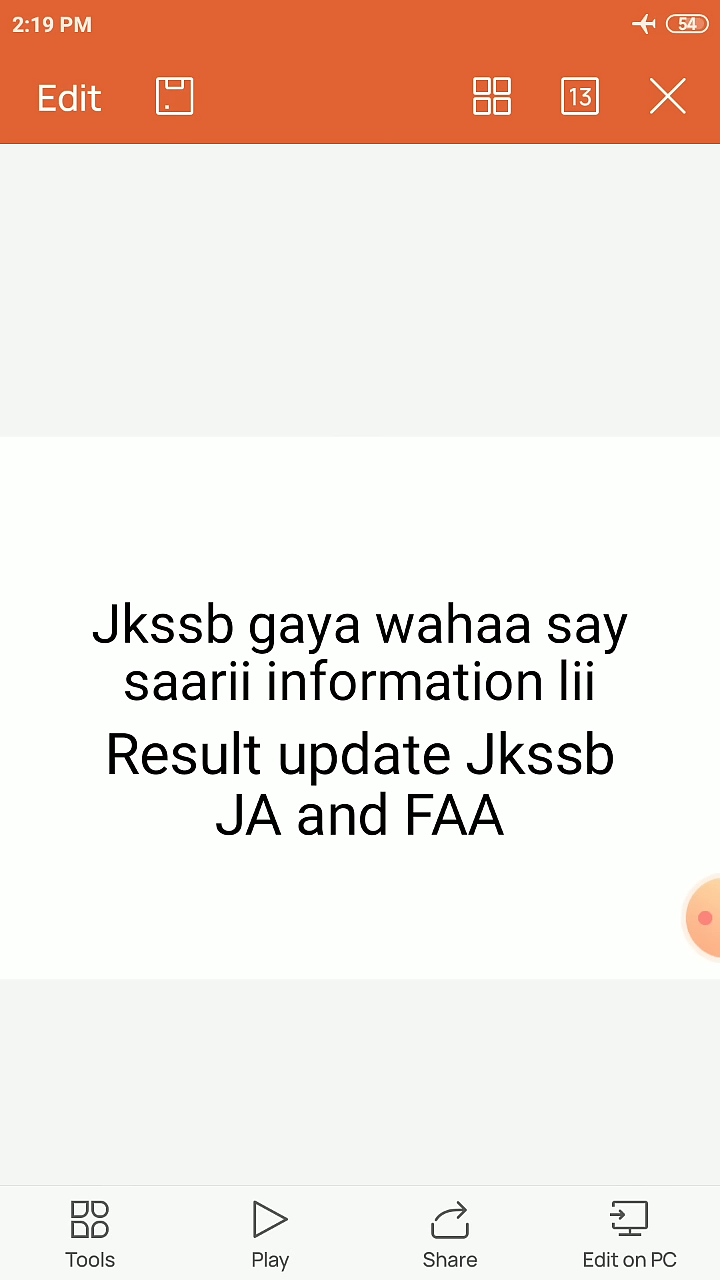 2:19 PM
54
Edit
13
Jkssb gaya wahaa say
saarii information lii
Result update Jkssb
JA and FAA
Tools
Play
Share
Edit on PC